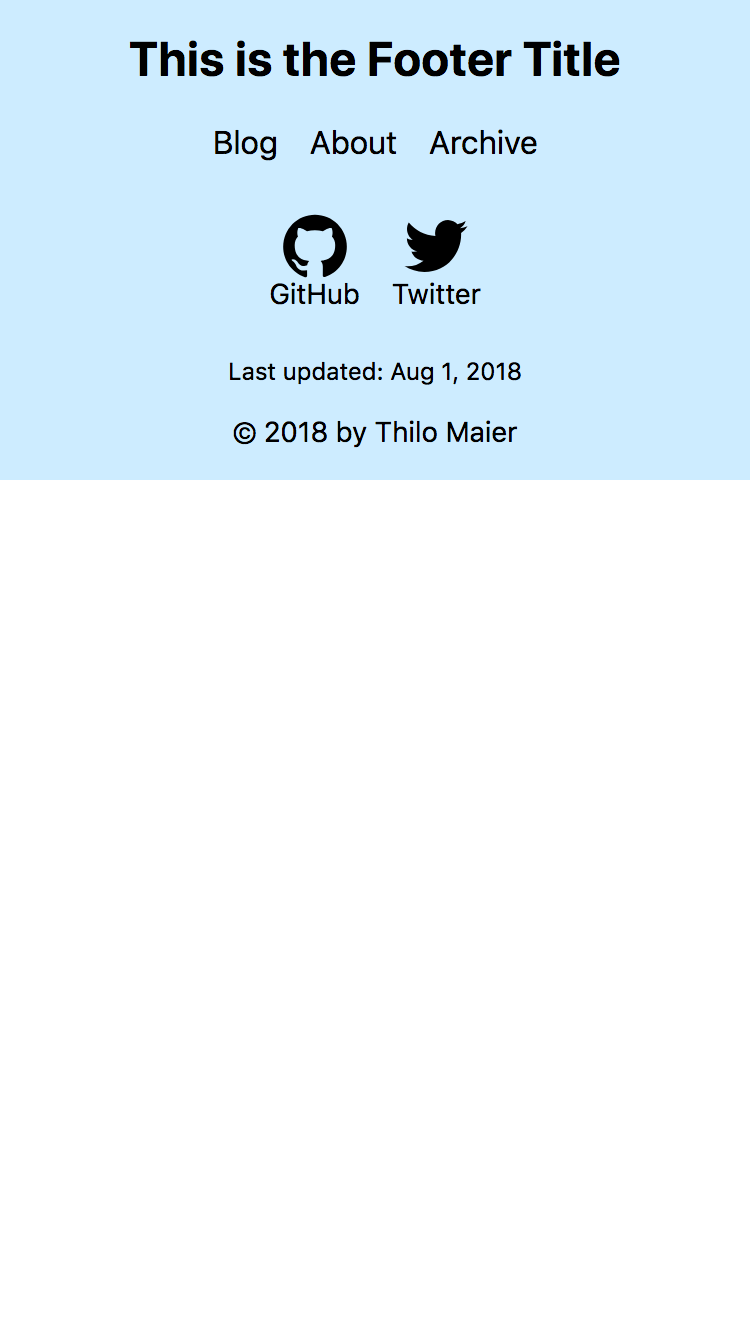 This is the Footer Title
Blog About Archive
GitHub Twitter
Last updated: Aug 1, 2018
© 2018 by Thilo Maier